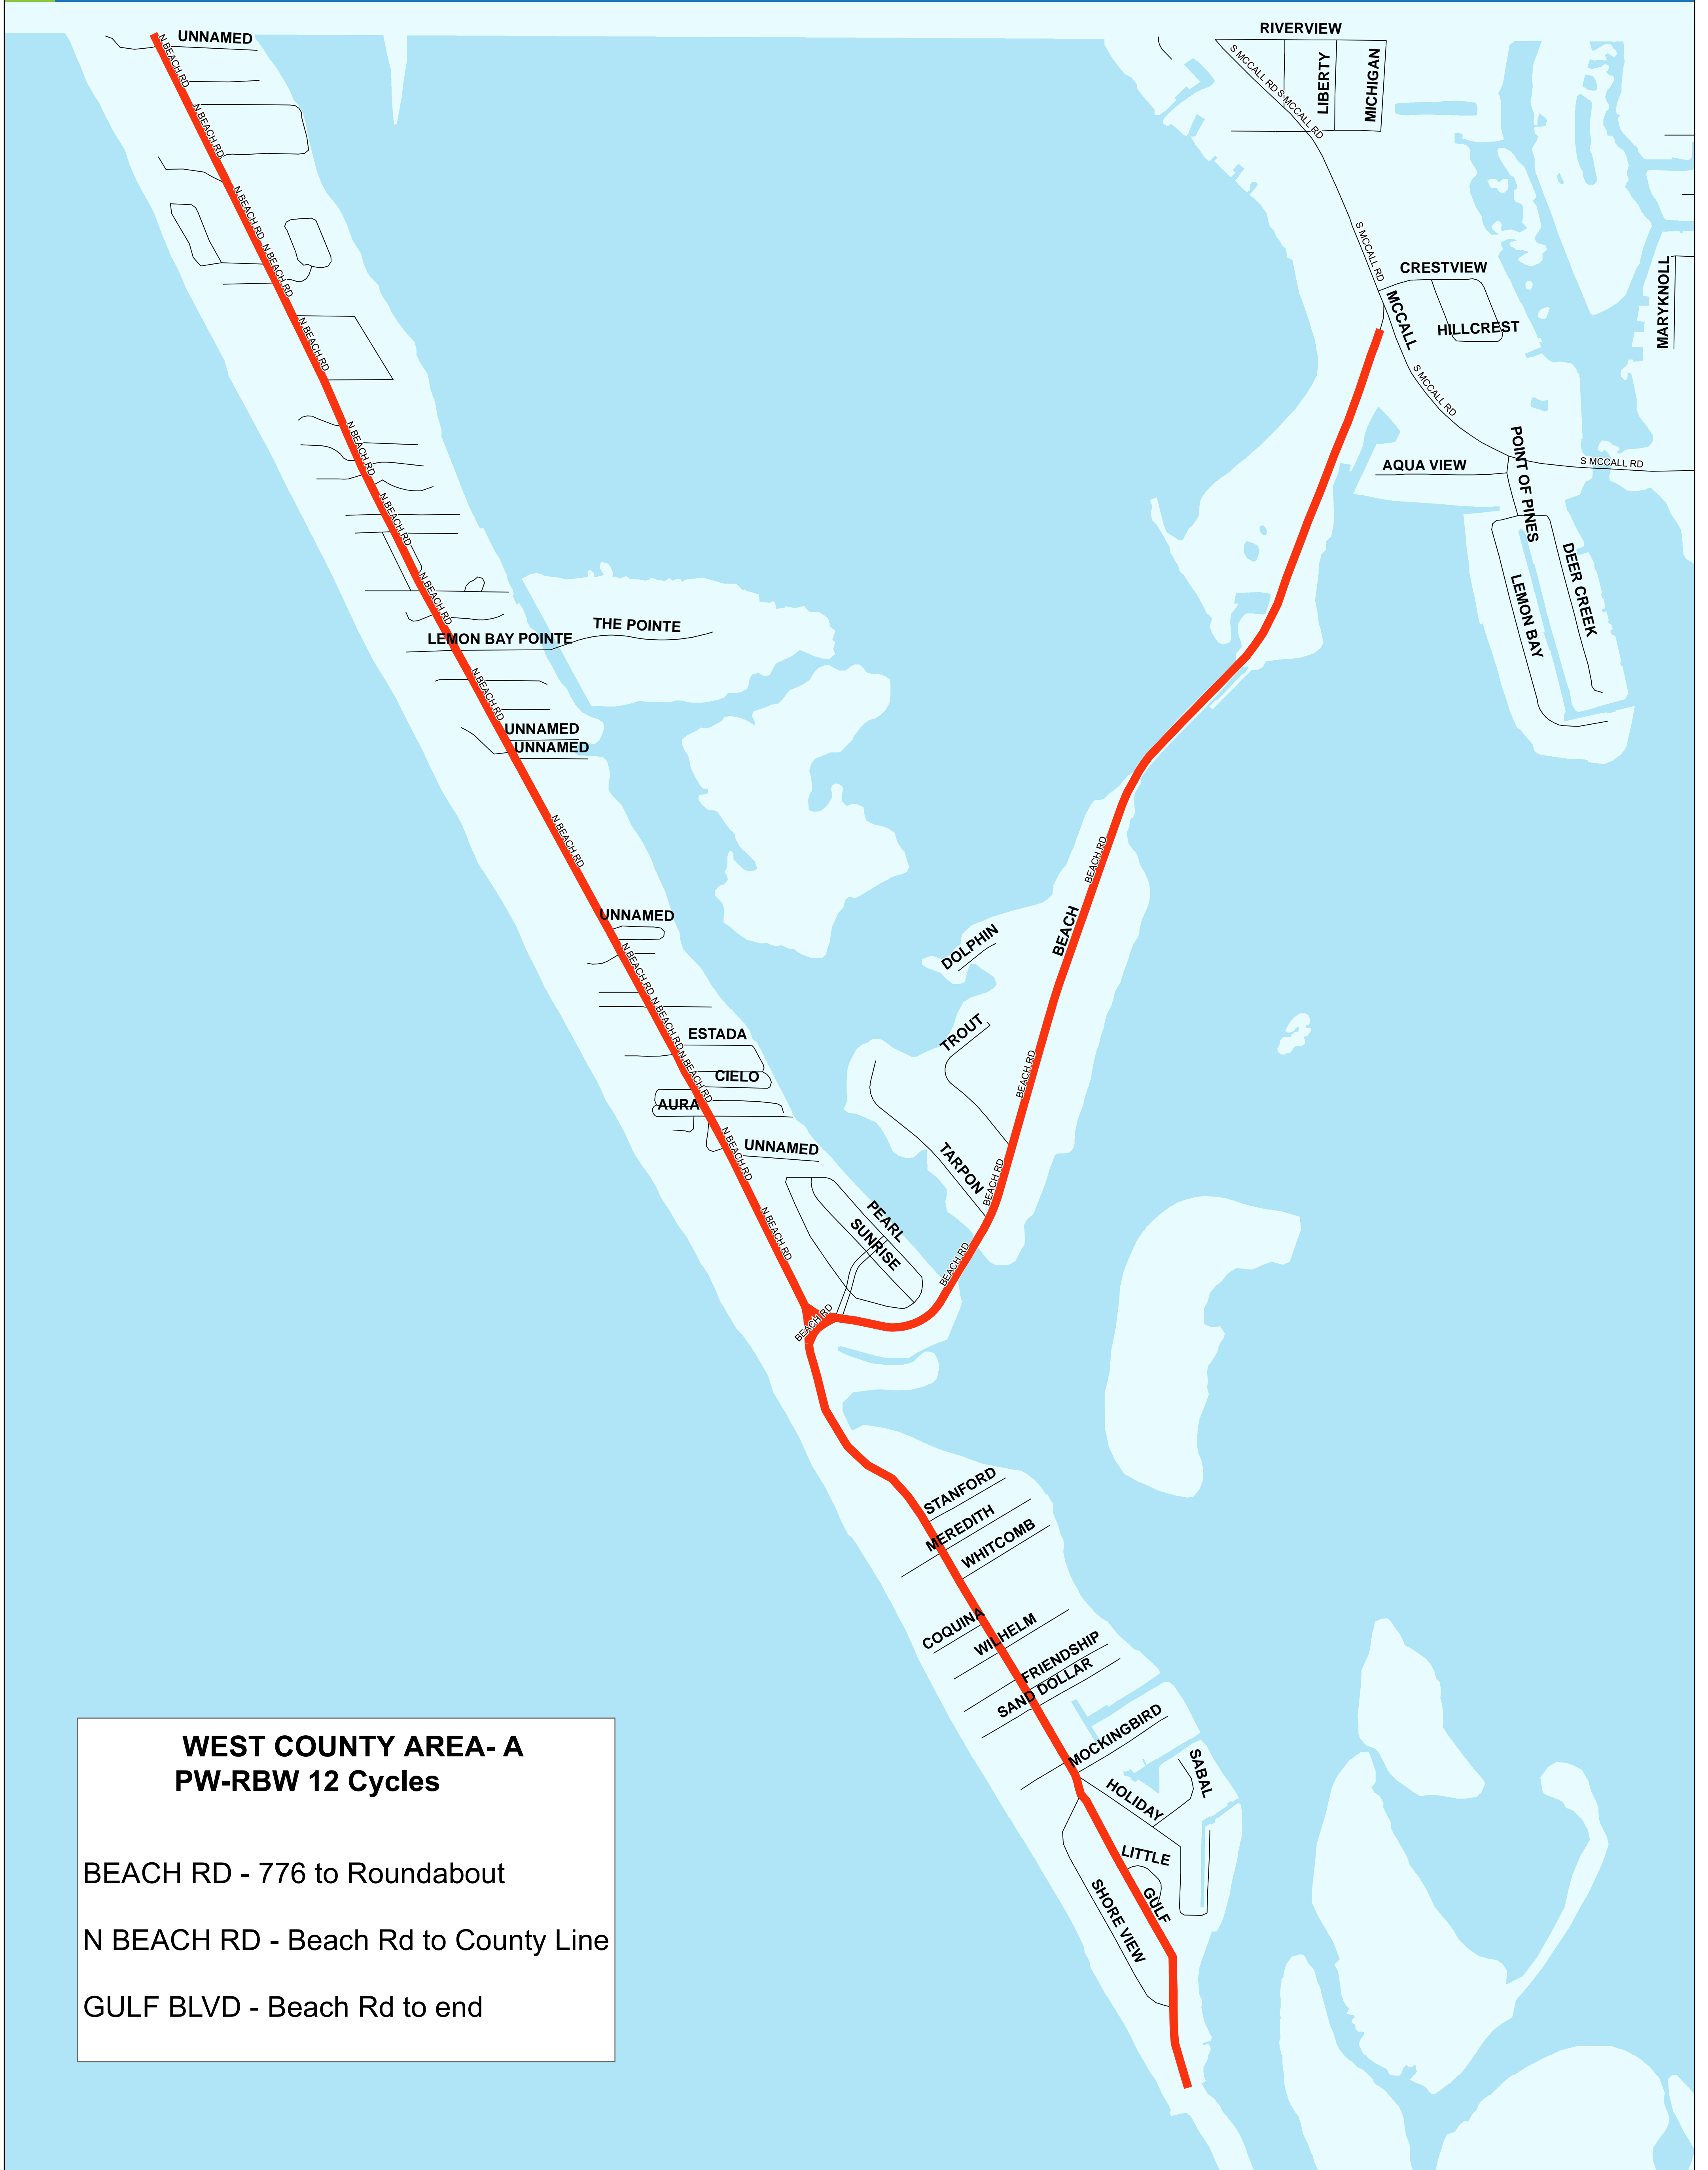 UNNAMED
N BEACH RD
N BEACH RD
N BEACH RD
N BEACH RD
N BEACH RD
N BEACH RD
N BEACH RD
N BEACH RD
LEMON BAY POINTE
THE POINTE
N BEACH RD
UNNAMED
UNNAMED
N BEACH RD
UNNAMED
N BEACH RD
N BEACH RD
ESTADA
N BEACH RD
CIELO
AURA
N BEACH RD
UNNAMED
N BEACH RD
PEARL
SUNRISE
BEACH RD
RIVERVIEW
S MCCALL RD
S MCCALL RD
LIBERTY
MICHIGAN
S MCCALL RD
CRESTVIEW
MCCALL
HILLCREST
MARYKNOLL
S MCCALL RD
AQUA VIEW
POINT OF PINES
S MCCALL RD
LEMON BAY
DEER CREEK
BEACH RD
BEACH
DOLPHIN
TROUT
BEACH RD
TARPON
BEACH RD
BEACH RD
STANFORD
MEREDITH
WHITCOMB
COQUINA
WILHELM
FRIENDSHIP
SAND DOLLAR
MOCKINGBIRD
SABAL
HOLIDAY
LITTLE
GULF
SHORE VIEW
WEST COUNTY AREA- A
PW-RBW 12 Cycles
BEACH RD - 776 to Roundabout
N BEACH RD - Beach Rd to County Line
GULF BLVD - Beach Rd to end